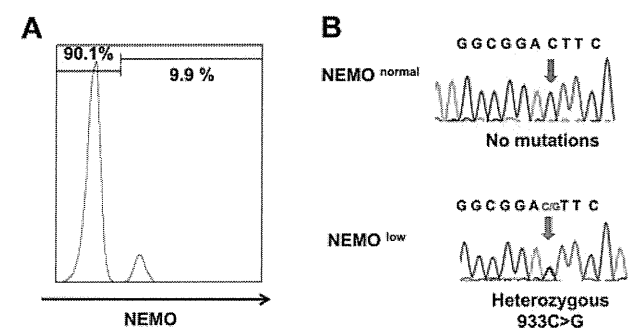 A
90.1%
9.9 %
NEMO
B
GGCGGACTTC
NEMO normal
No mutations
GGCGGAC/GTTC
NEMO low
Heterozygous
933C>G